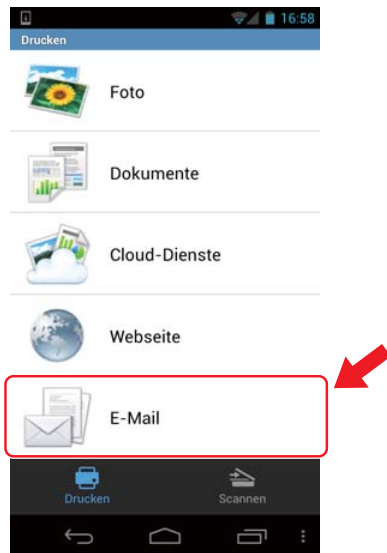 16:58
Drucken
Foto
Dokumente
Cloud-Dienste
Webseite
E-Mail
Drucken
Scannen